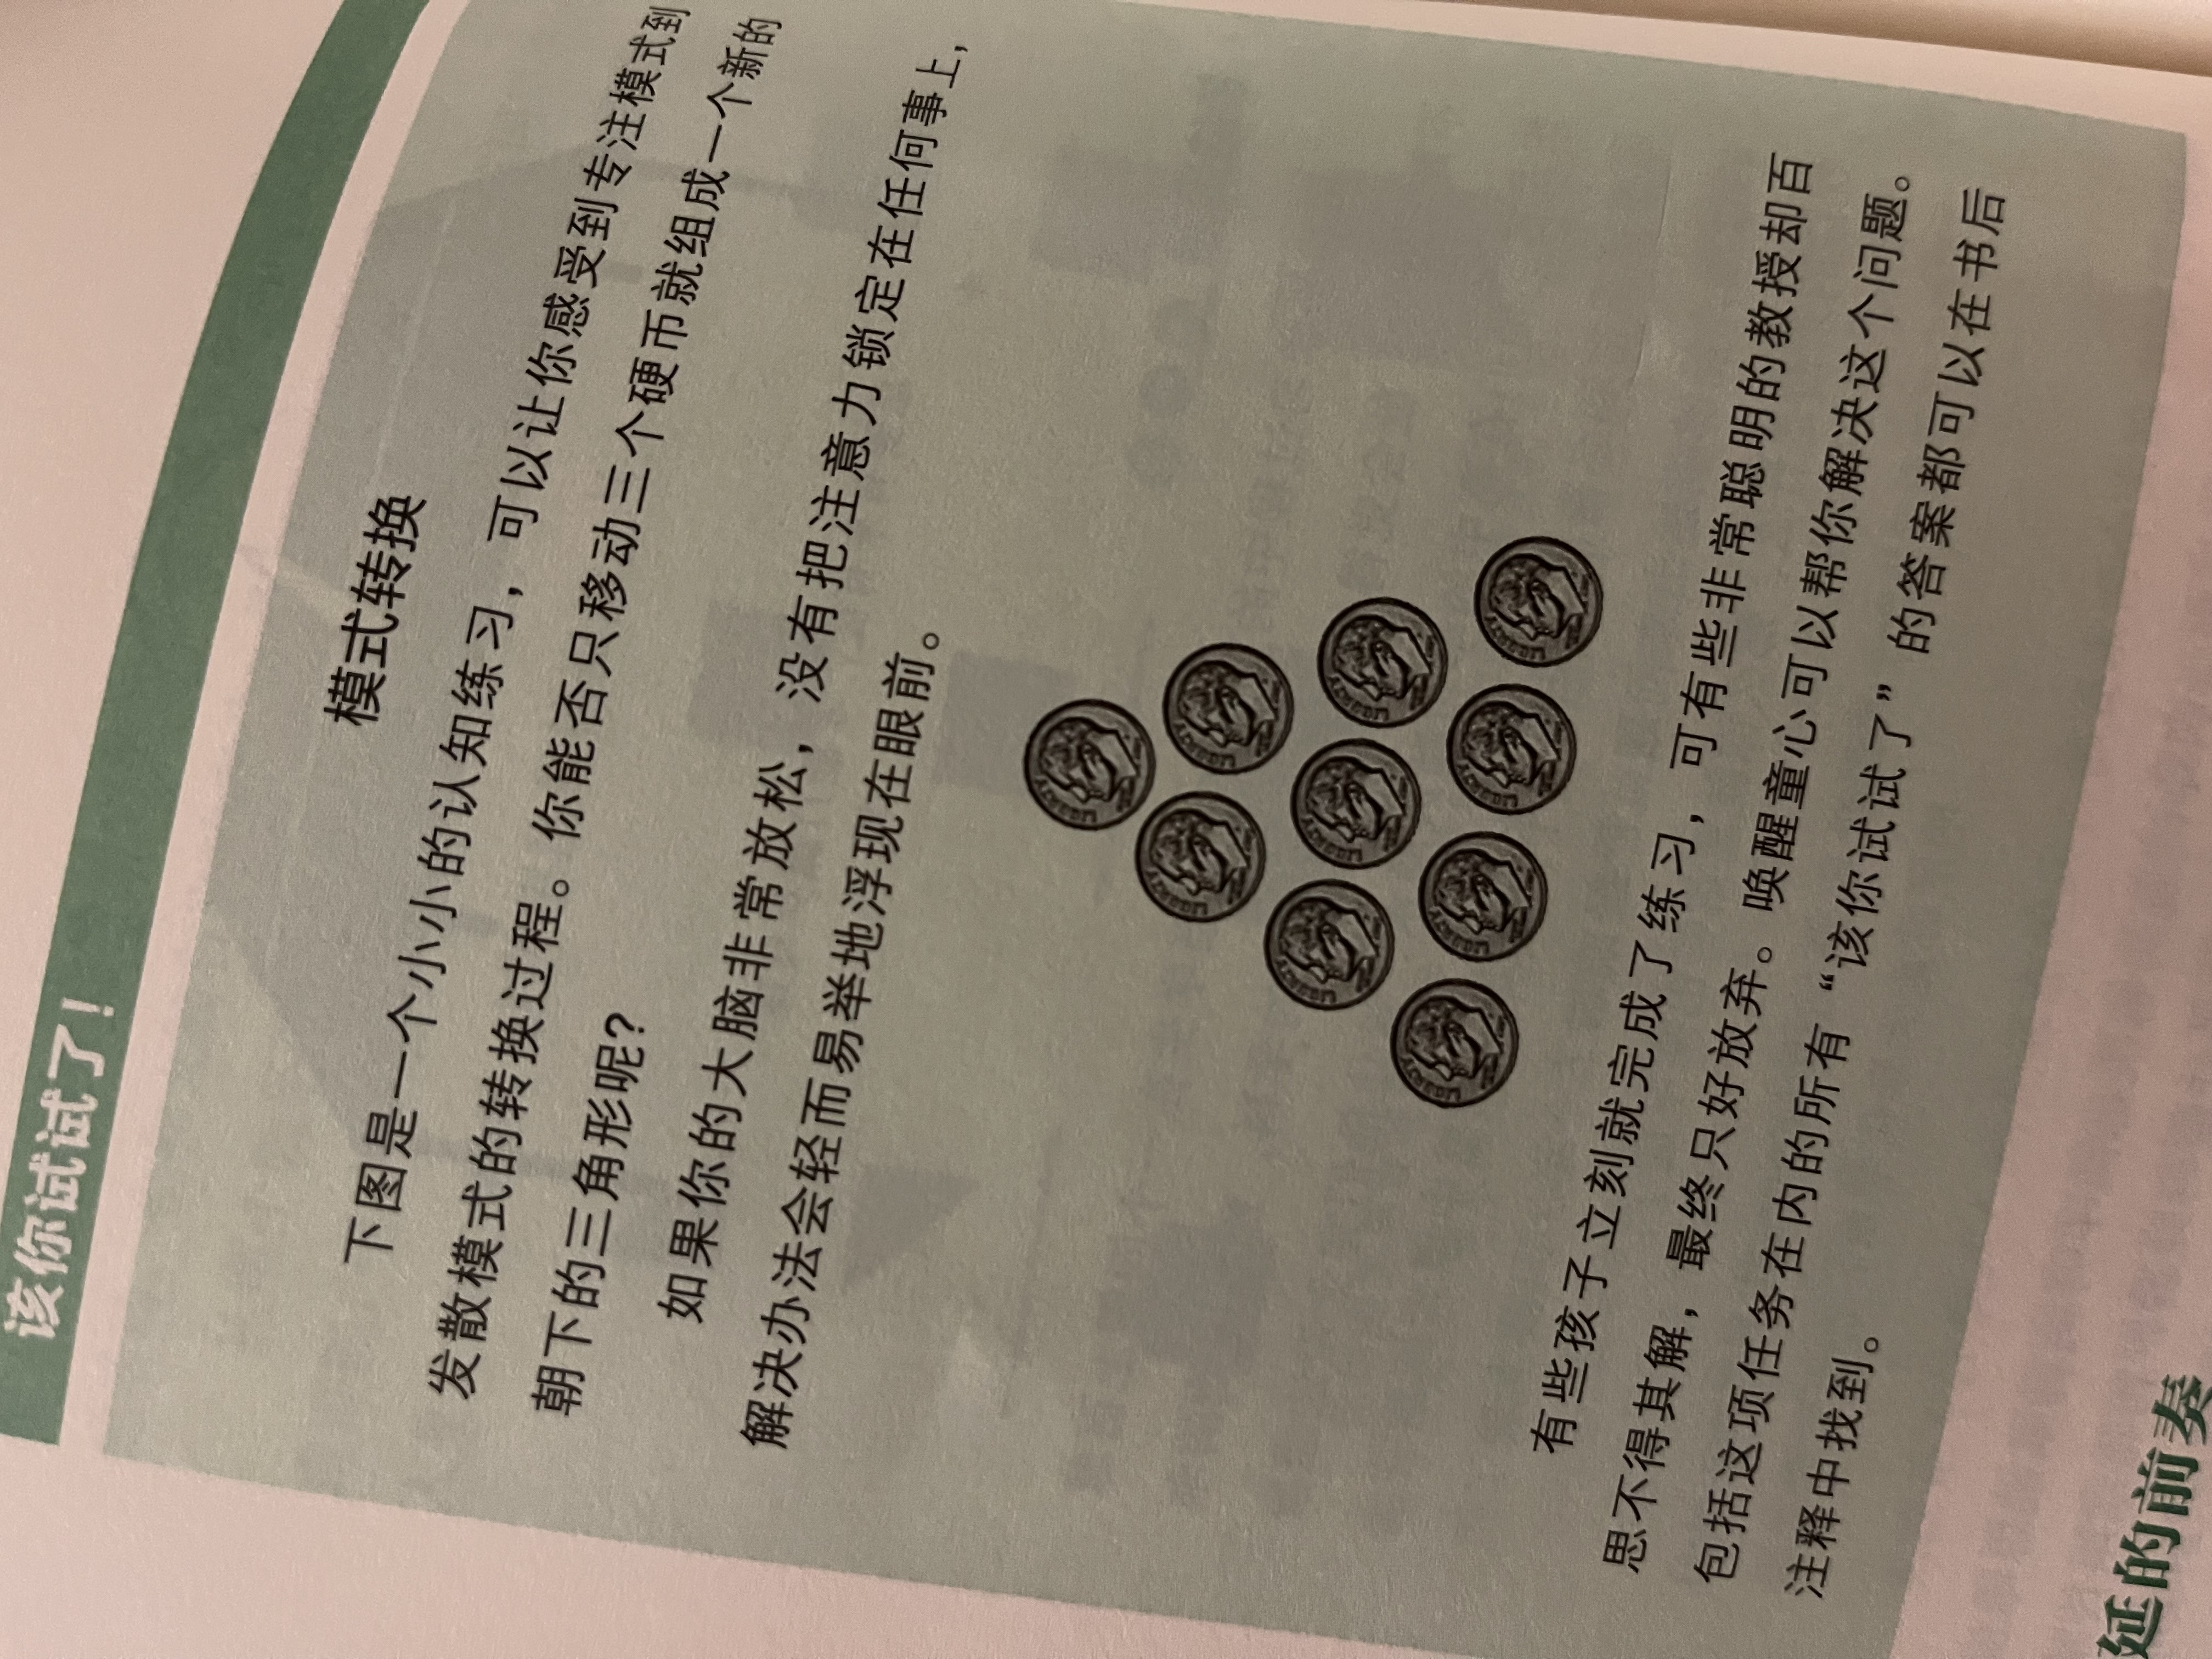 该你试试了！
模式转换
下图是一个小小的认知练习，可以让你感受到专注模式到
发散模式的转换过程。你能否只移动三个硬币就组成一个新的
朝下的三角形呢？
如果你的大脑非常放松，没有把注意力锁定在任何事上，
解决办法会轻而易举地浮现在眼前。
有些孩子立刻就完成了练习，可有些非常聪明的教授却百
思不得其解，最终只好放弃。唤醒童心可以帮你解决这个问题。
包括这项任务在内的所有“该你试试了”的答案都可以在书后
注释中找到。
延的前奏